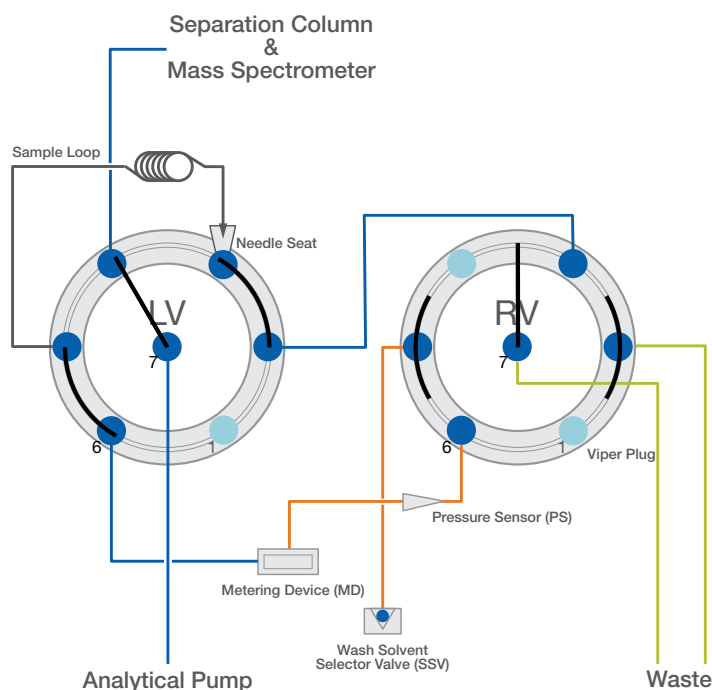 Separation Column
&
Mass Spectrometer
Sample Loop
Needle Seat
LV
RV
7
7
6
1
6
1
Viper Plug
Pressure Sensor (PS)
Metering Device (MD)
Wash Solvent
Selector Valve (SSV)
Analytical Pump
Waste